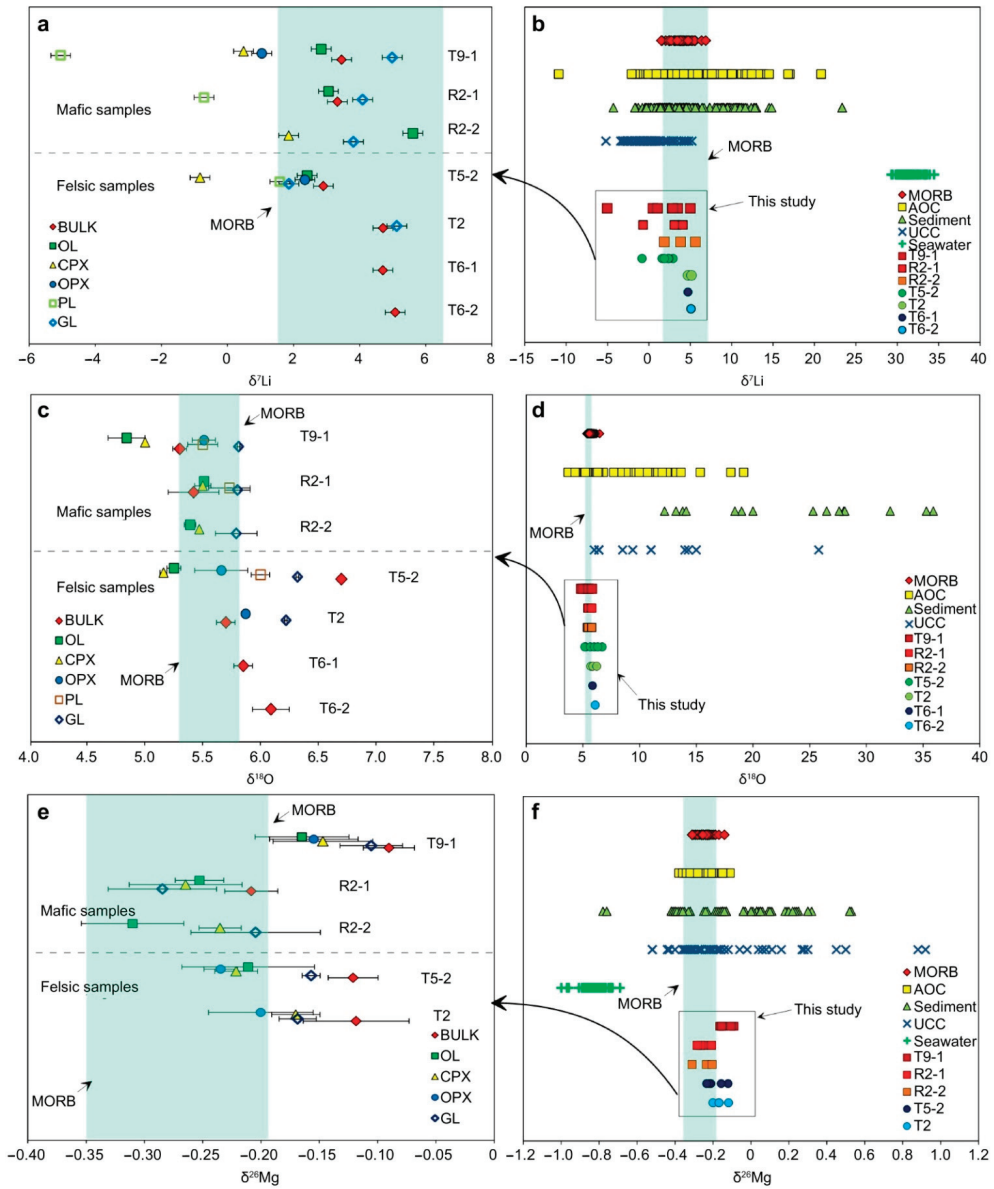 a
T9-1
R2-1
Mafic samples
R2-2
Felsic samples
T5-2
MORB
BULK
OL
CPX
OPX
PL
GL
T2
T6-1
T6-2
−6 −4 −2 0 2 4 6 8
δ⁷Li
b
MORB
This study
MORB
AOC
Sediment
UCC
Seawater
T9-1
R2-1
R2-2
T5-2
T2
T6-1
T6-2
−15 −10 −5 0 5 10 15 20 25 30 35 40
δ⁷Li
c
MORB
T9-1
R2-1
Mafic samples
R2-2
Felsic samples
T5-2
BULK
OL
CPX
OPX
PL
GL
MORB
T2
T6-1
T6-2
4.0 4.5 5.0 5.5 6.0 6.5 7.0 7.5 8.0
δ¹⁸O
d
MORB
This study
MORB
AOC
Sediment
UCC
T9-1
R2-1
R2-2
T5-2
T2
T6-1
T6-2
0 5 10 15 20 25 30 35 40
δ¹⁸O
e
MORB
T9-1
R2-1
Mafic samples
R2-2
Felsic samples
T5-2
T2
MORB
BULK
OL
CPX
OPX
GL
−0.40 −0.35 −0.30 −0.25 −0.20 −0.15 −0.10 −0.05 0
δ²⁶Mg
f
MORB
This study
MORB
AOC
Sediment
UCC
Seawater
T9-1
R2-1
R2-2
T5-2
T2
−1.2 −1.0 −0.8 −0.6 −0.4 −0.2 0 0.2 0.4 0.6 0.8 1.0 1.2
δ²⁶Mg